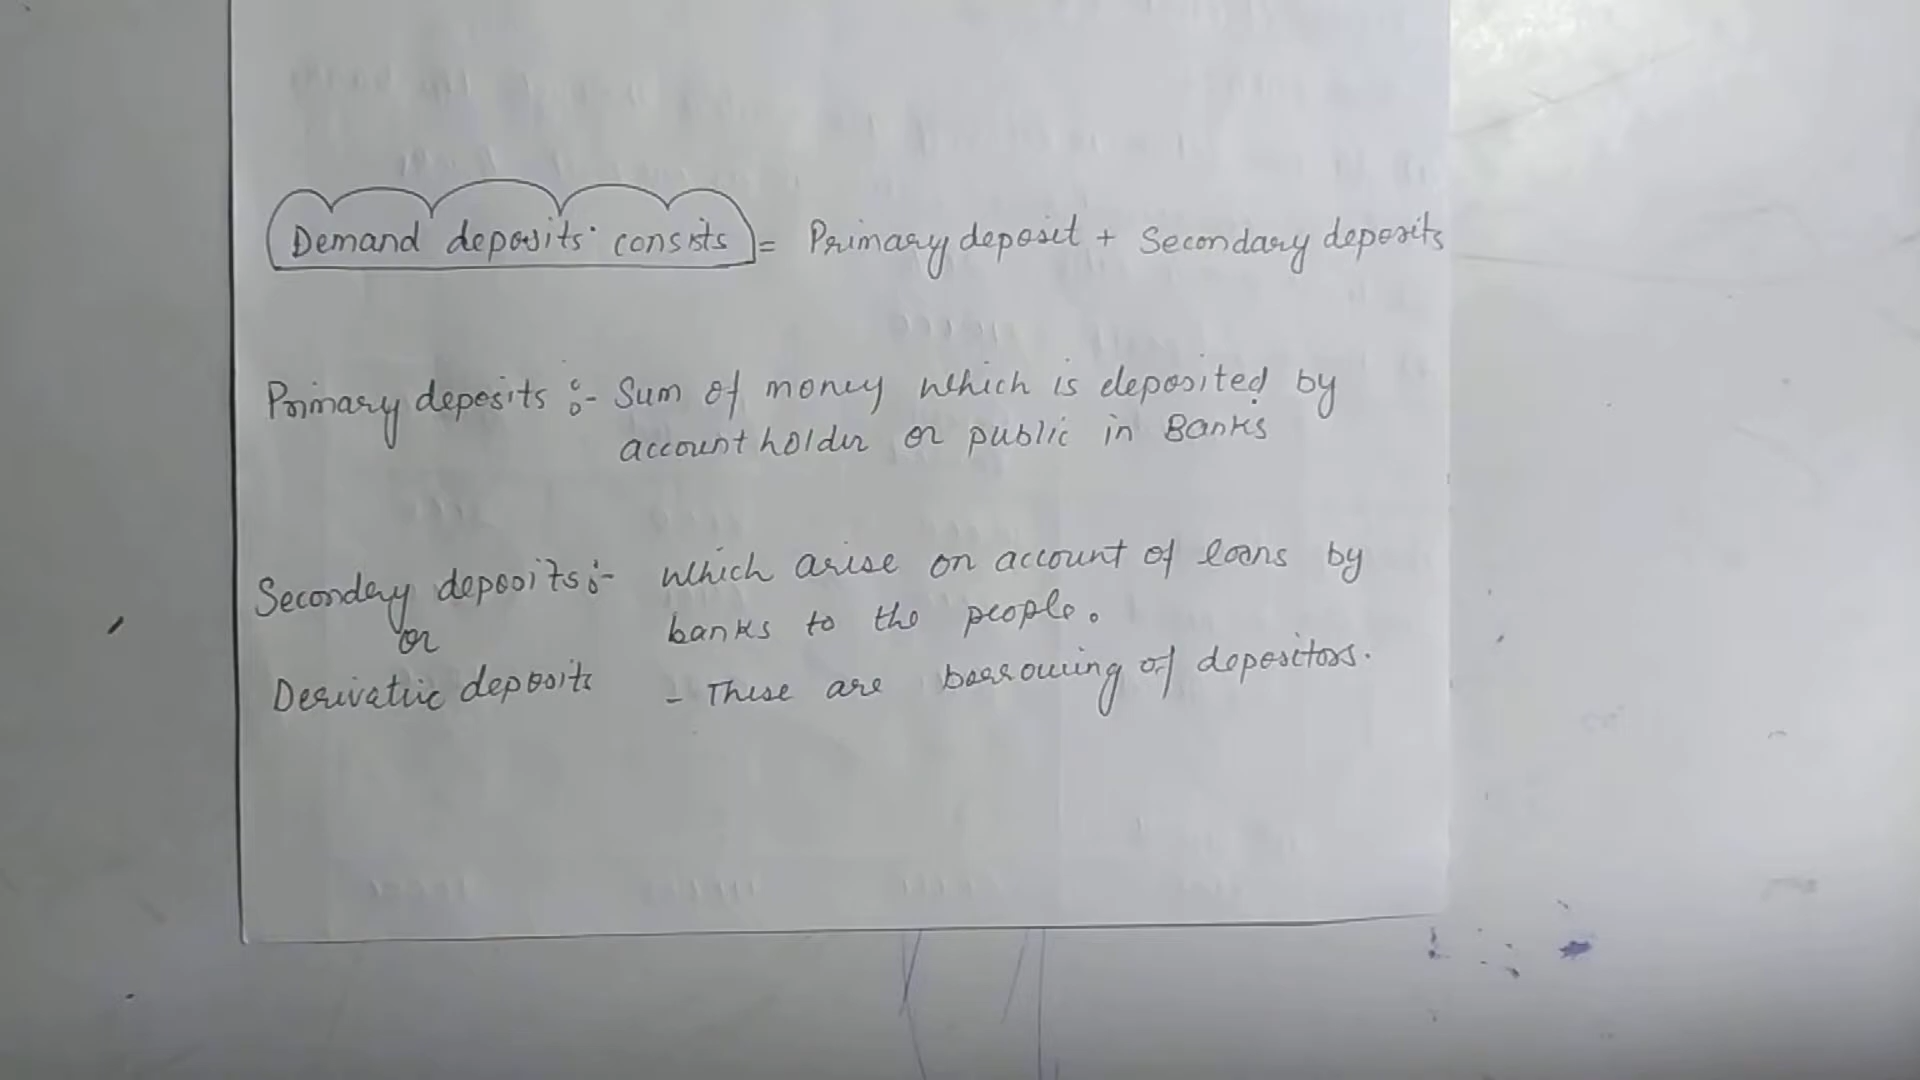 Demand deposits consists = Primary deposit + Secondary deposits
Primary deposits :- Sum of money which is deposited by
account holder or public in Banks
Secondary deposits :- which arise on account of loans by
or
banks to the people.
Derivative deposits
- These are borrowing of depositors.